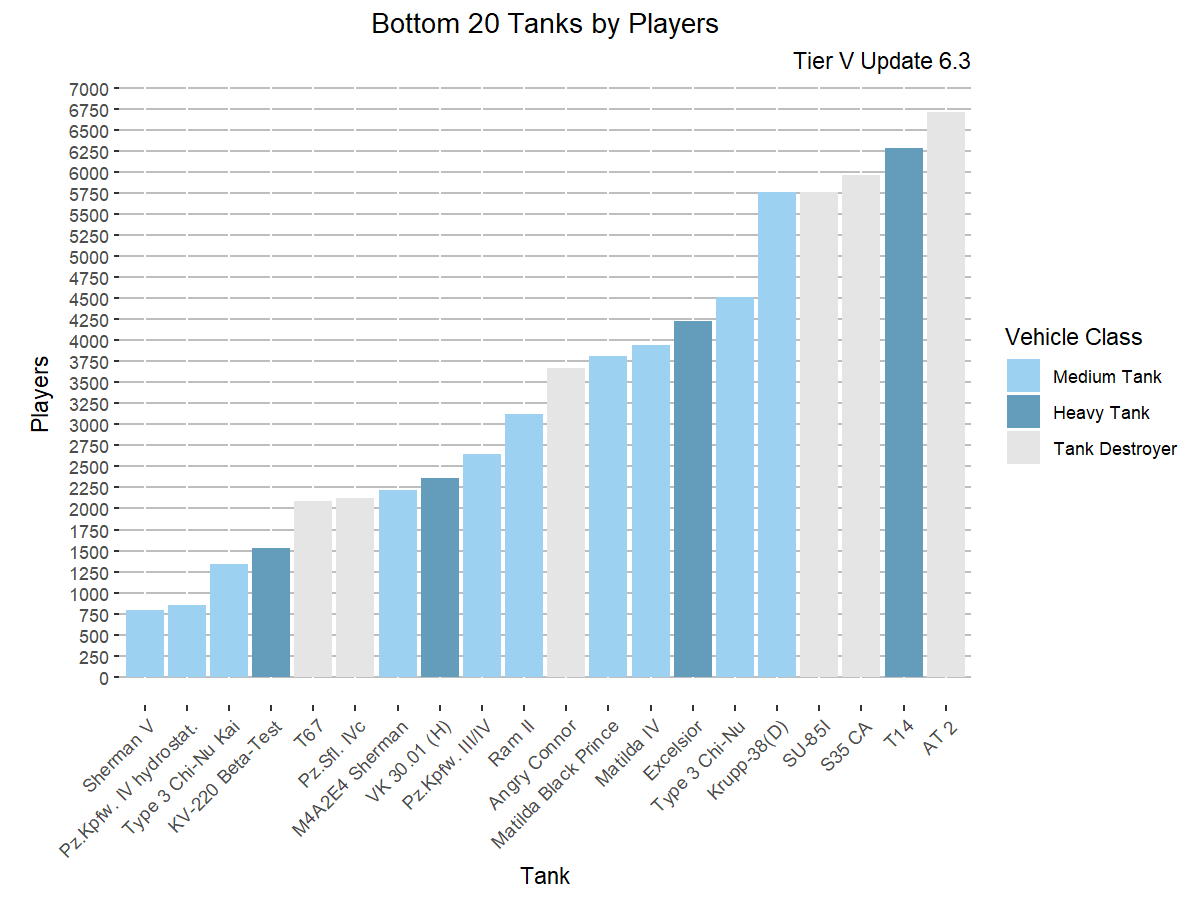 Bottom 20 Tanks by Players
Tier V Update 6.3
Players
7000
6750
6500
6250
6000
5750
5500
5250
5000
4750
4500
4250
4000
3750
3500
3250
3000
2750
2500
2250
2000
1750
1500
1250
1000
750
500
250
0
Sherman V
Pz.Kpfw. IV hydrostat.
Type 3 Chi-Nu Kai
KV-220 Beta-Test
T67
Pz.Sfl. IVc
M4A2E4 Sherman
VK 30.01 (H)
Pz.Kpfw. III/IV
Ram II
Angry Connor
Matilda Black Prince
Matilda IV
Excelsior
Type 3 Chi-Nu
Krupp-38(D)
SU-85I
S35 CA
T14
AT 2
Tank
Vehicle Class
Medium Tank
Heavy Tank
Tank Destroyer